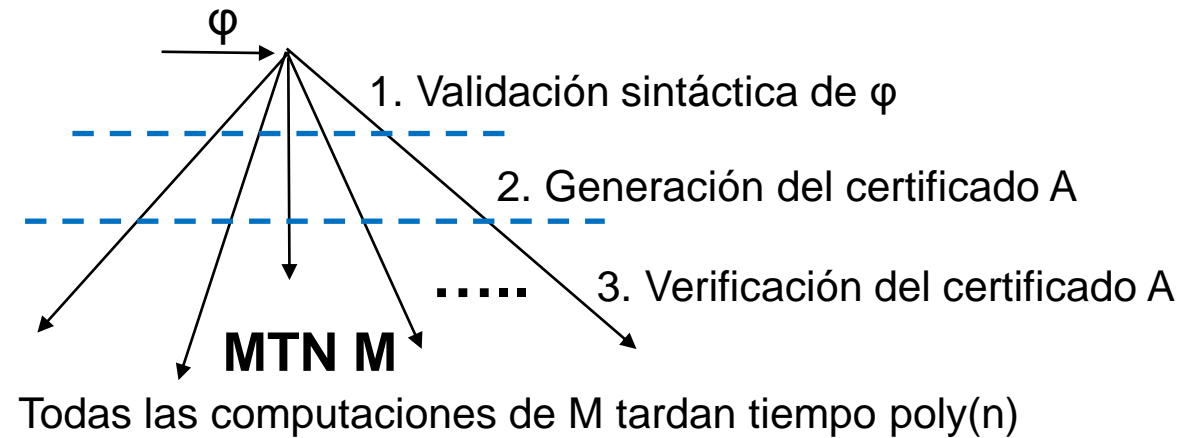 φ
1. Validación sintáctica de φ
2. Generación del certificado A
..... 3. Verificación del certificado A
MTN M
Todas las computaciones de M tardan tiempo poly(n)